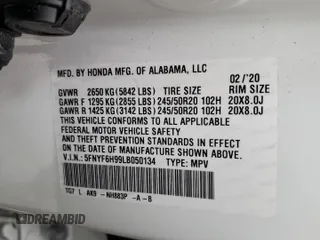 MFD. BY HONDA MFG. OF ALABAMA, LLC
02/'20
GVWR 2650 KG(5842 LBS) TIRE SIZE RIM SIZE
GAWR F 1295 KG(2855 LBS) 245/50R20 102H 20X8.0J
GAWR R 1425 KG(3142 LBS) 245/50R20 102H 20X8.0J
THIS VEHICLE CONFORMS TO ALL APPLICABLE
FEDERAL MOTOR VEHICLE SAFETY AND THEFT
PREVENTION STANDARDS IN EFFECT ON THE DATE OF
MANUFACTURE SHOWN ABOVE.
V.I.N.: 5FNYF6H99LB050134 TYPE: MPV
TG7 L AK9 -NH883P -A-B